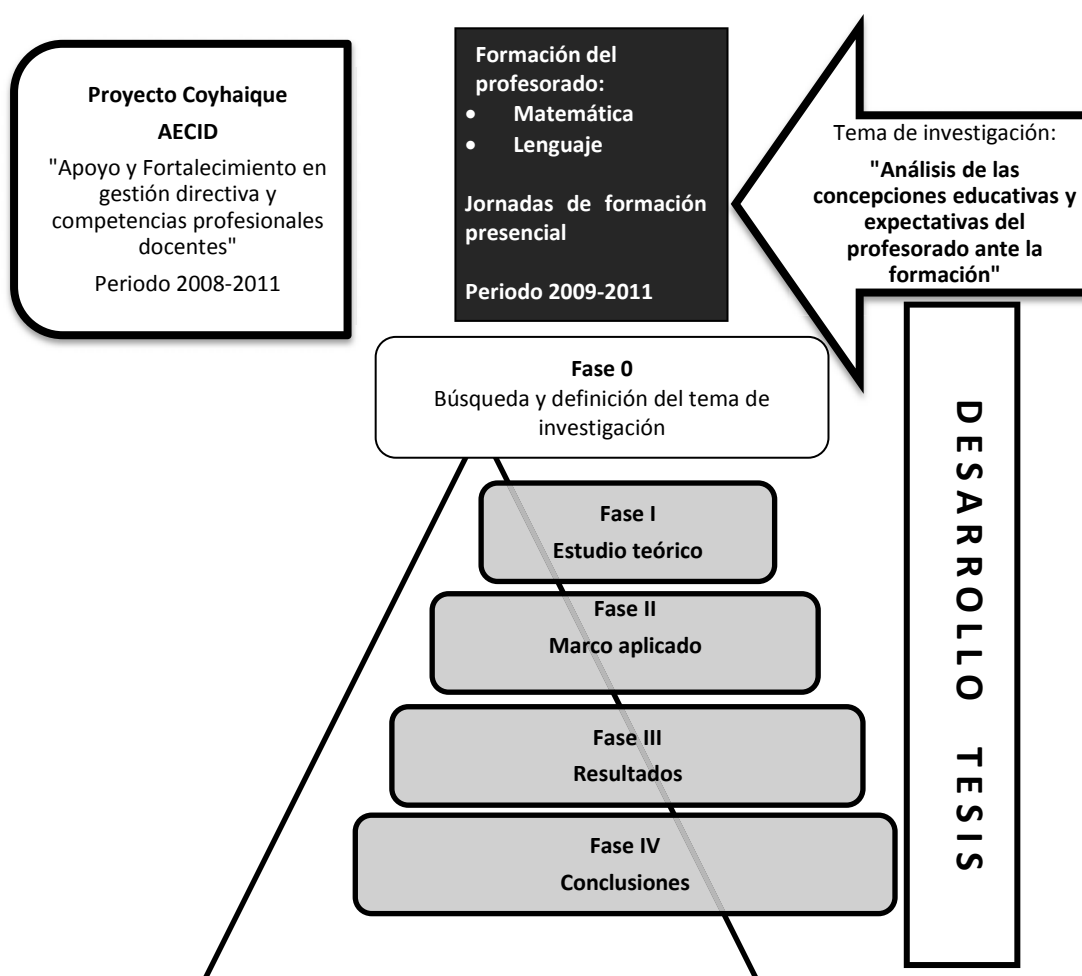 Proyecto Coyhaique
AECID
"Apoyo y Fortalecimiento en
gestión directiva y
competencias profesionales
docentes"
Periodo 2008-2011
Formación del
profesorado:
• Matemática
• Lenguaje
Jornadas de formación
presencial
Periodo 2009-2011
Tema de investigación:
"Análisis de las
concepciones educativas y
expectativas del
profesorado ante la
formación"
Fase 0
Búsqueda y definición del tema de
investigación
Fase I
Estudio teórico
Fase II
Marco aplicado
Fase III
Resultados
Fase IV
Conclusiones
DESARROLLO TESIS